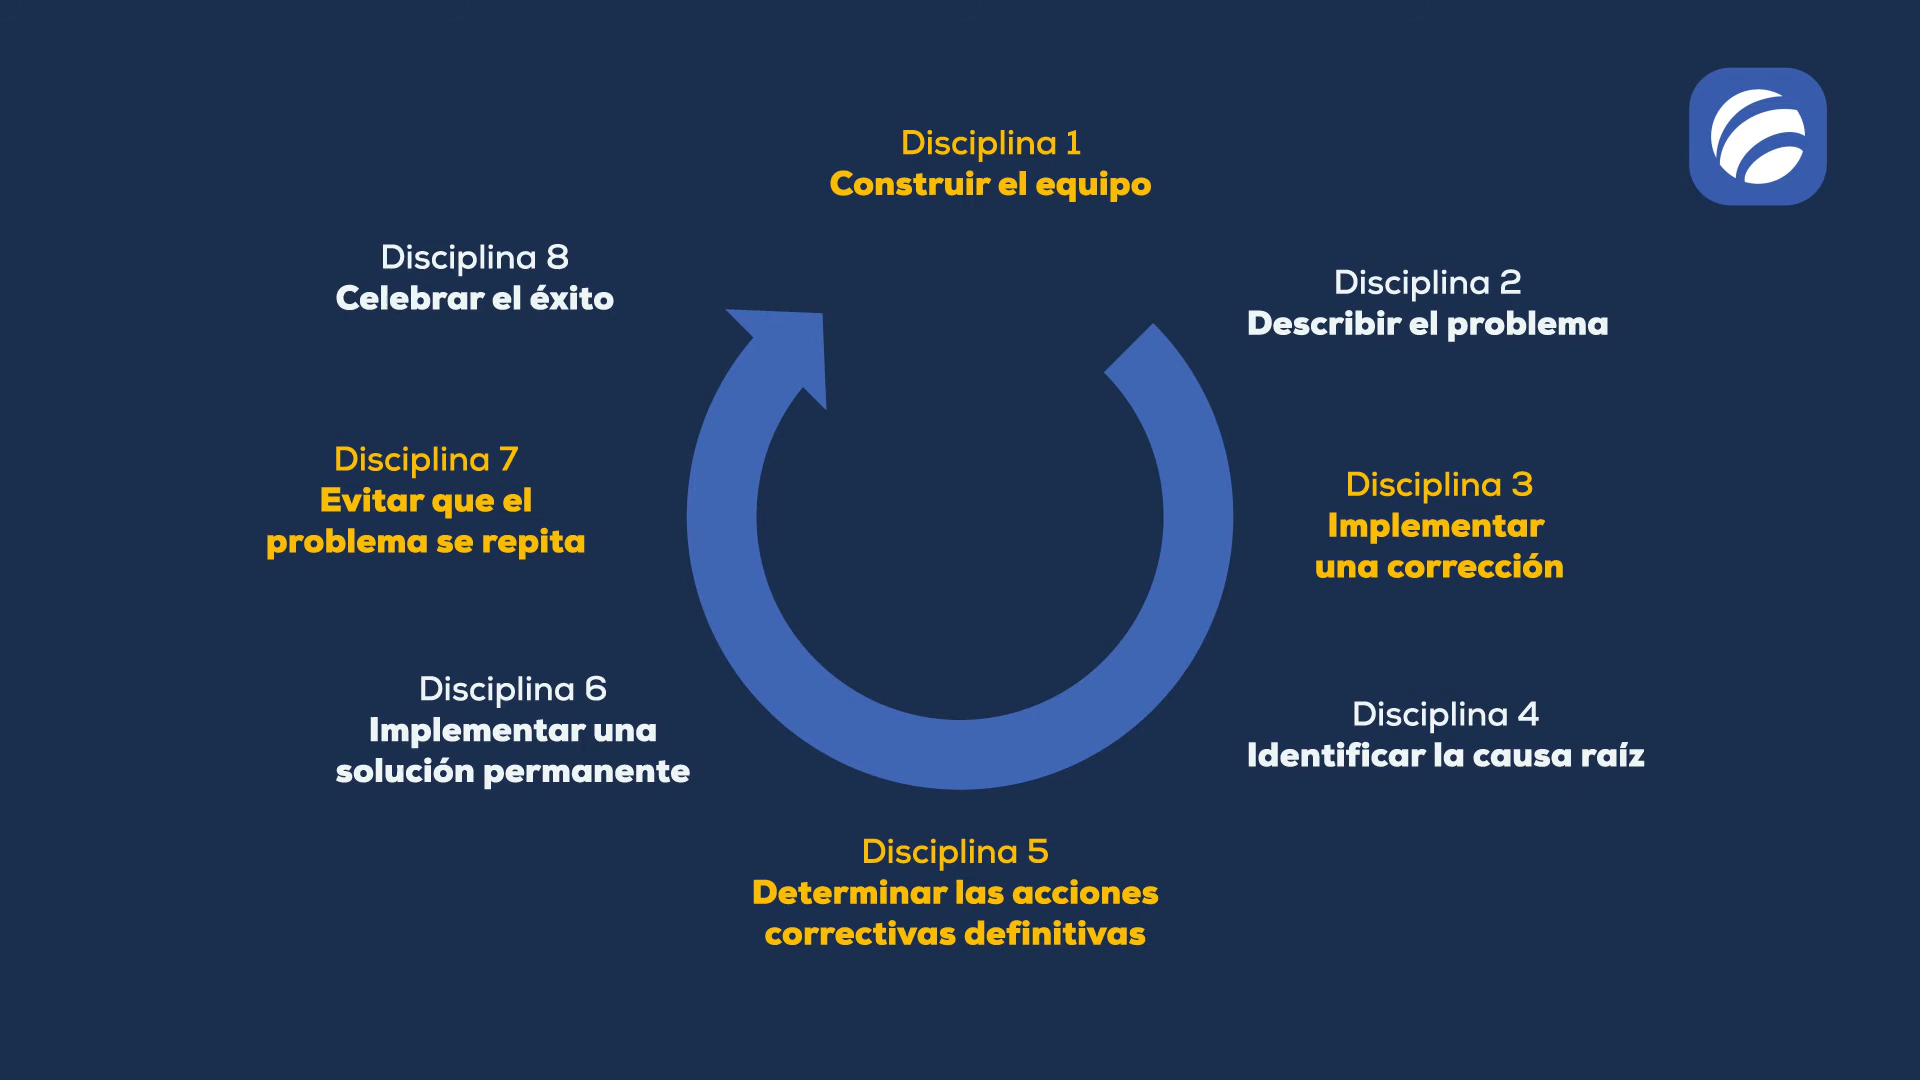 Disciplina 1
Construir el equipo
Disciplina 2
Describir el problema
Disciplina 3
Implementar
una corrección
Disciplina 4
Identificar la causa raíz
Disciplina 5
Determinar las acciones
correctivas definitivas
Disciplina 6
Implementar una
solución permanente
Disciplina 7
Evitar que el
problema se repita
Disciplina 8
Celebrar el éxito